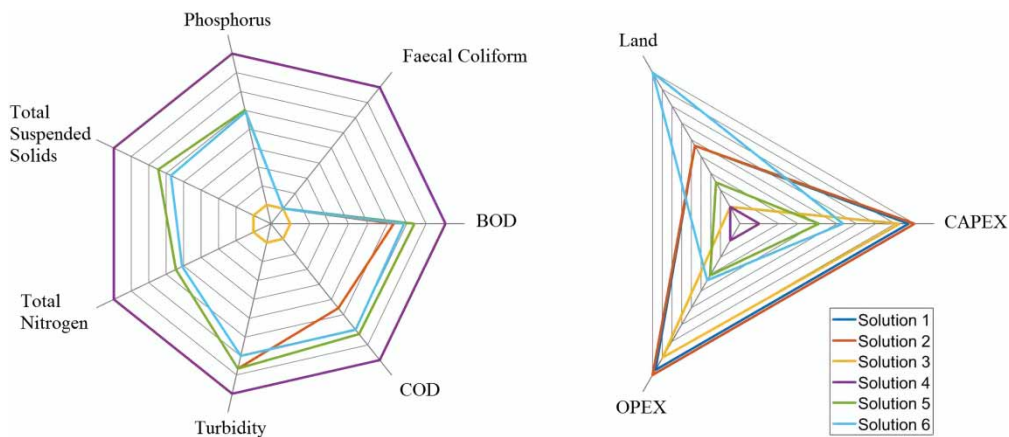 Phosphorus
Faecal Coliform
Total
Suspended
Solids
BOD
Total
Nitrogen
COD
Turbidity
Land
CAPEX
OPEX
Solution 1
Solution 2
Solution 3
Solution 4
Solution 5
Solution 6